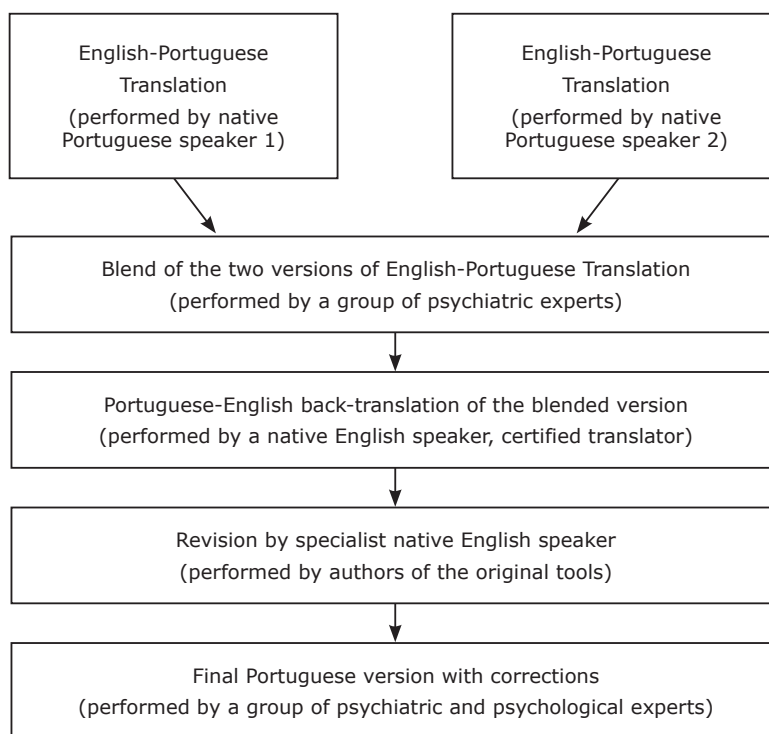 English-Portuguese
Translation
(performed by native
Portuguese speaker 1)
English-Portuguese
Translation
(performed by native
Portuguese speaker 2)
Blend of the two versions of English-Portuguese Translation
(performed by a group of psychiatric experts)
Portuguese-English back-translation of the blended version
(performed by a native English speaker, certified translator)
Revision by specialist native English speaker
(performed by authors of the original tools)
Final Portuguese version with corrections
(performed by a group of psychiatric and psychological experts)